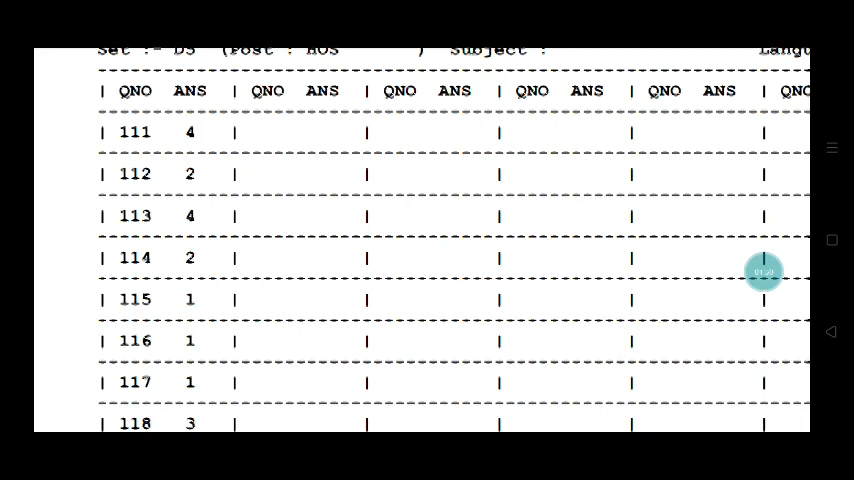 Set :- D5 (Post : HOS ) Subject :
| QNO ANS | QNO ANS | QNO ANS | QNO ANS | QNO ANS |
| 111 4 | | | | |
| 112 2 | | | | |
| 113 4 | | | | |
| 114 2 | | | | |
| 115 1 | | | | |
| 116 1 | | | | |
| 117 1 | | | | |
| 118 3 | | | | |